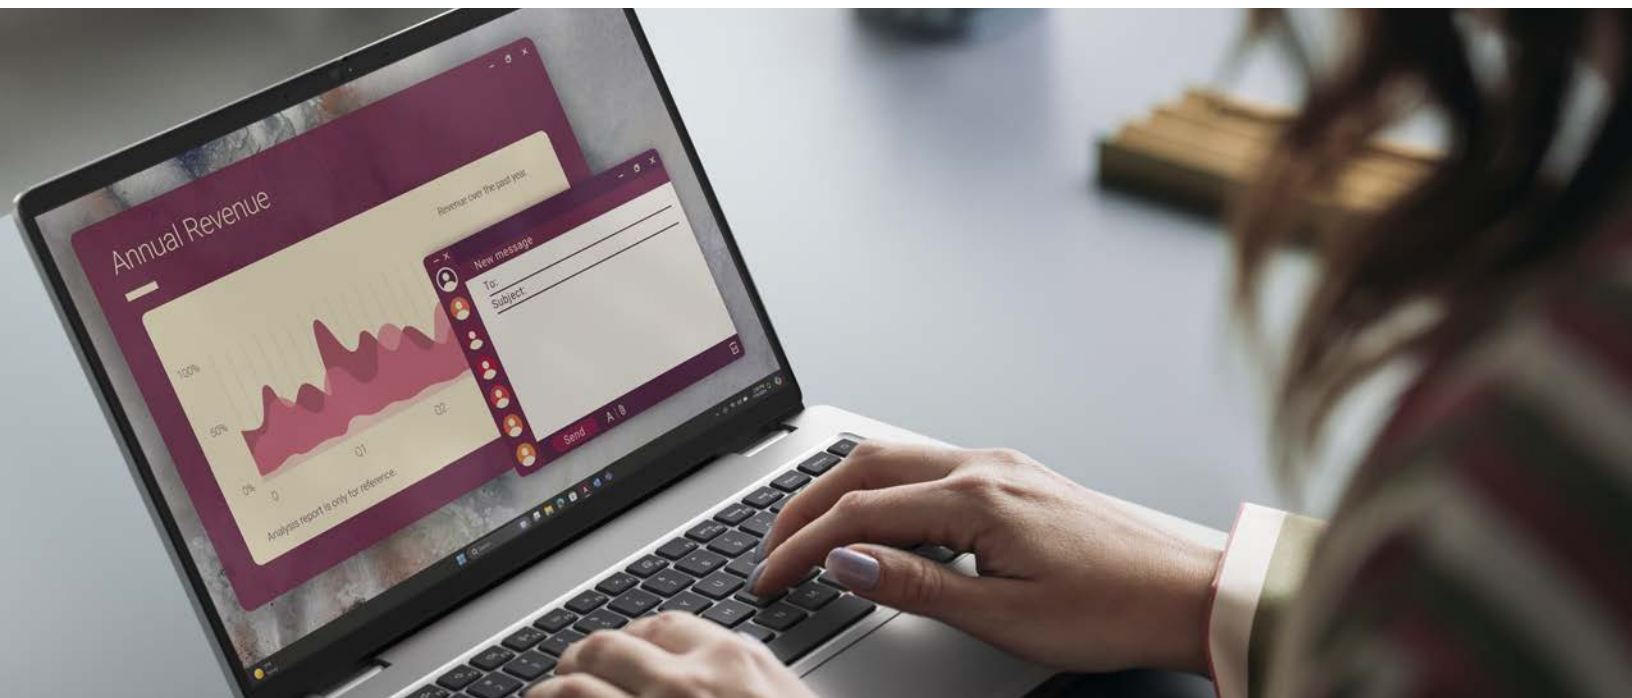 Annual Revenue
Revenue over the past year.
100%
50%
0%
0
Q1
Q2
Analysis report is only for reference.
New message
To:
Subject:
Send
A